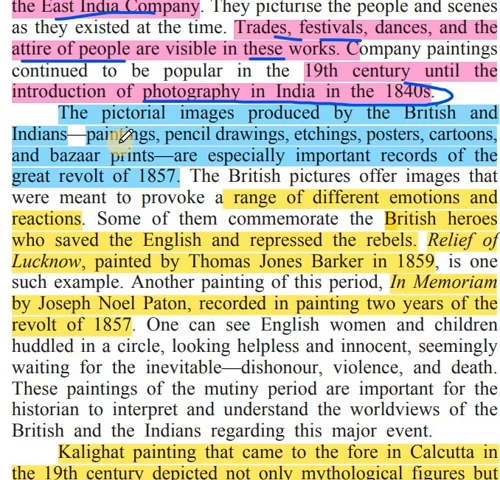 the East India Company. They picturise the people and scenes
as they existed at the time. Trades, festivals, dances, and the
attire of people are visible in these works. Company paintings
continued to be popular in the 19th century until the
introduction of photography in India in the 1840s.
The pictorial images produced by the British and
Indians—paintings, pencil drawings, etchings, posters, cartoons,
and bazaar prints—are especially important records of the
great revolt of 1857. The British pictures offer images that
were meant to provoke a range of different emotions and
reactions. Some of them commemorate the British heroes
who saved the English and repressed the rebels. Relief of
Lucknow, painted by Thomas Jones Barker in 1859, is one
such example. Another painting of this period, In Memoriam
by Joseph Noel Paton, recorded in painting two years of the
revolt of 1857. One can see English women and children
huddled in a circle, looking helpless and innocent, seemingly
waiting for the inevitable—dishonour, violence, and death.
These paintings of the mutiny period are important for the
historian to interpret and understand the worldviews of the
British and the Indians regarding this major event.
Kalighat painting that came to the fore in Calcutta in
the 19th century depicted not only mythological figures but